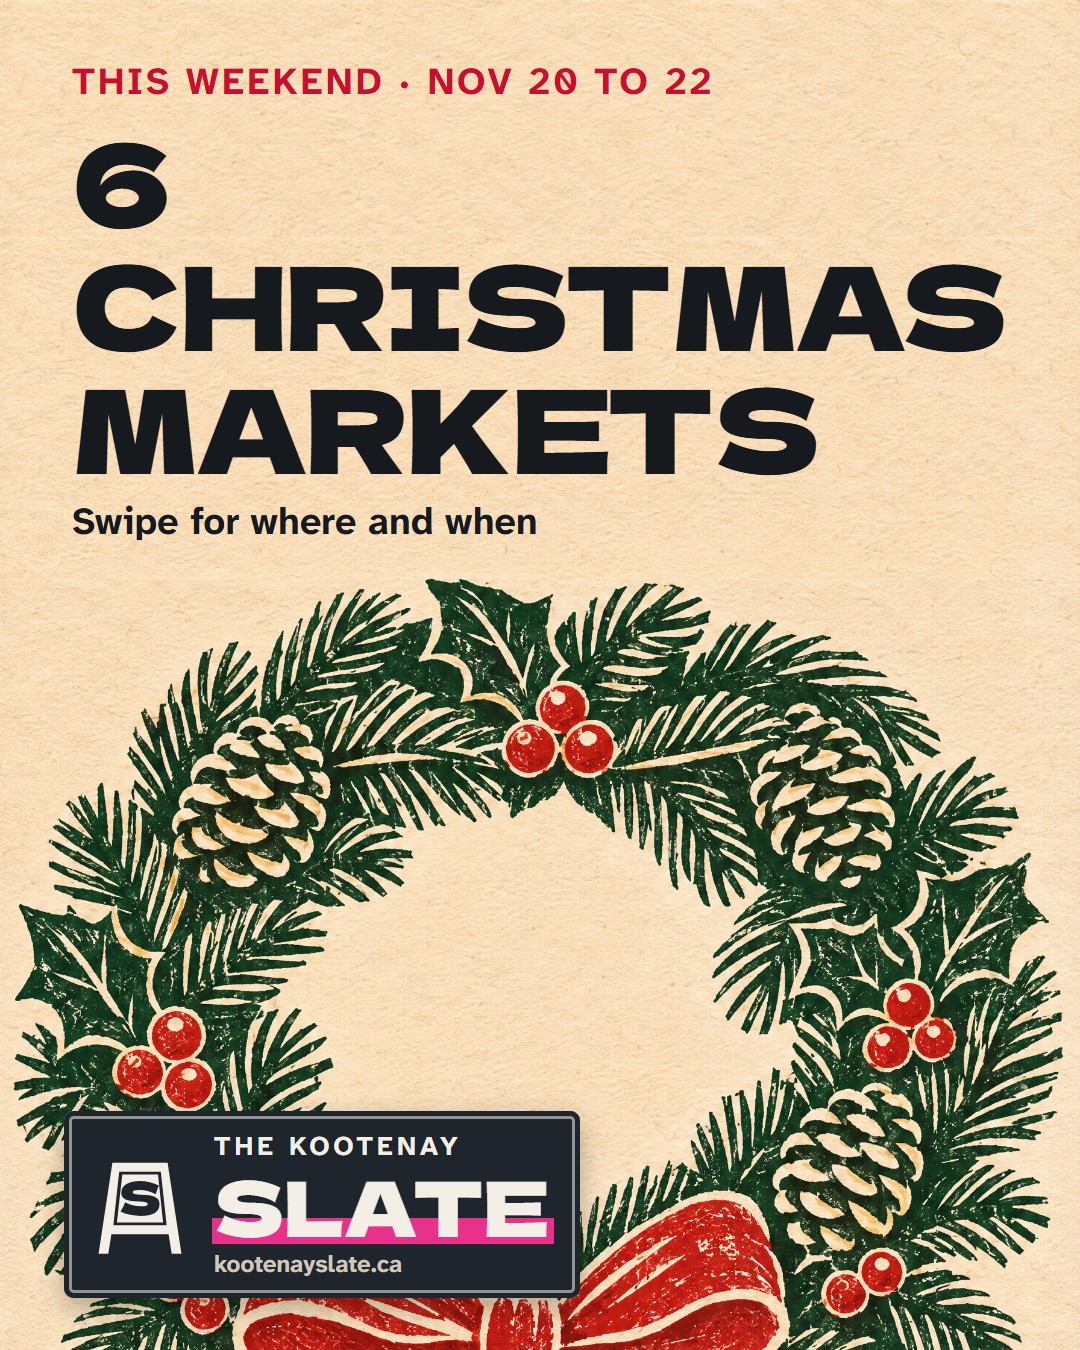 THIS WEEKEND · NOV 20 TO 22
6
CHRISTMAS
MARKETS
Swipe for where and when
S
THE KOOTENAY
SLATE
kootenayslate.ca